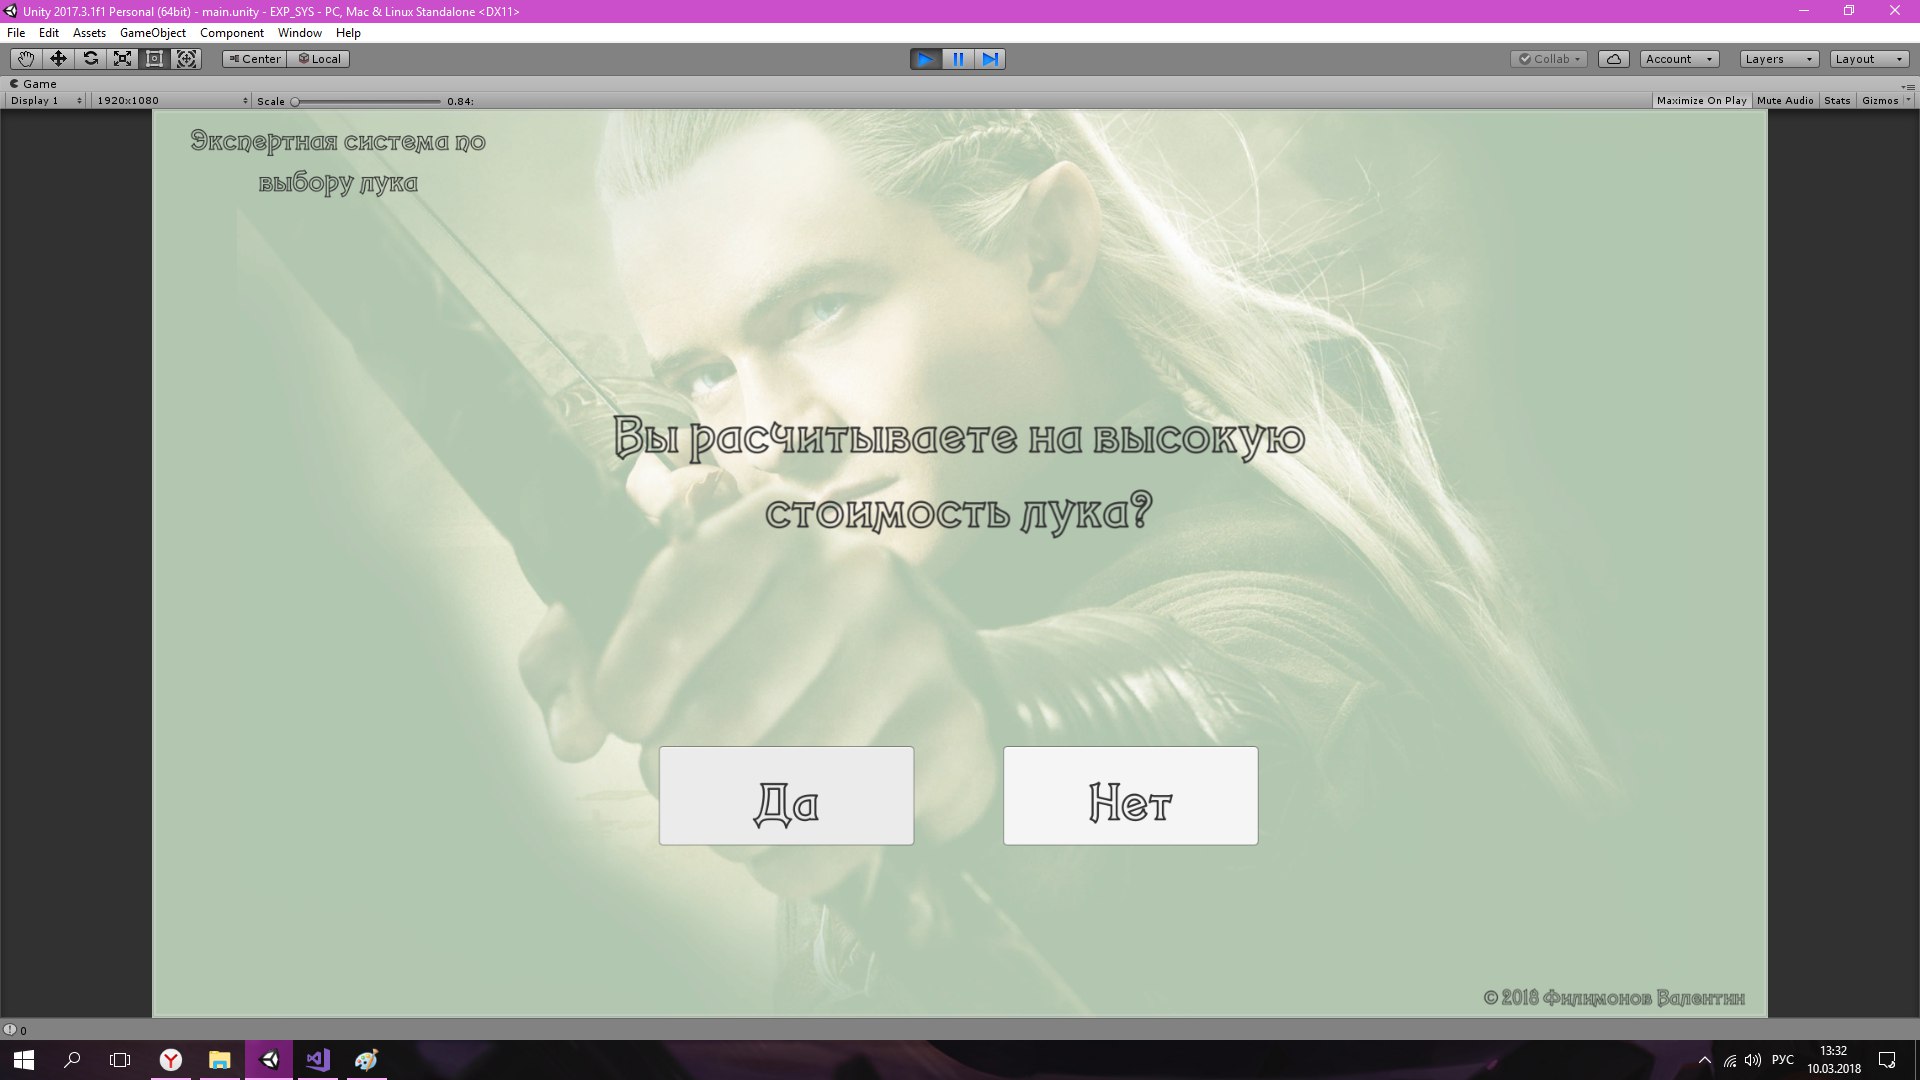 Unity 2017.3.1f1 Personal (64bit) - main.unity - EXP_SYS - PC, Mac & Linux Standalone <DX11>
File Edit Assets GameObject Component Window Help
Center Local Collab Account Layers Layout
Game
Display 1 1920x1080 Scale 0.84: Maximize On Play Mute Audio Stats Gizmos
Экспертная система по
выбору лука
Вы расчитываете на высокую
стоимость лука?
Да Нет
© 2018 Филимонов Валентин
0
РУС 13:32
10.03.2018